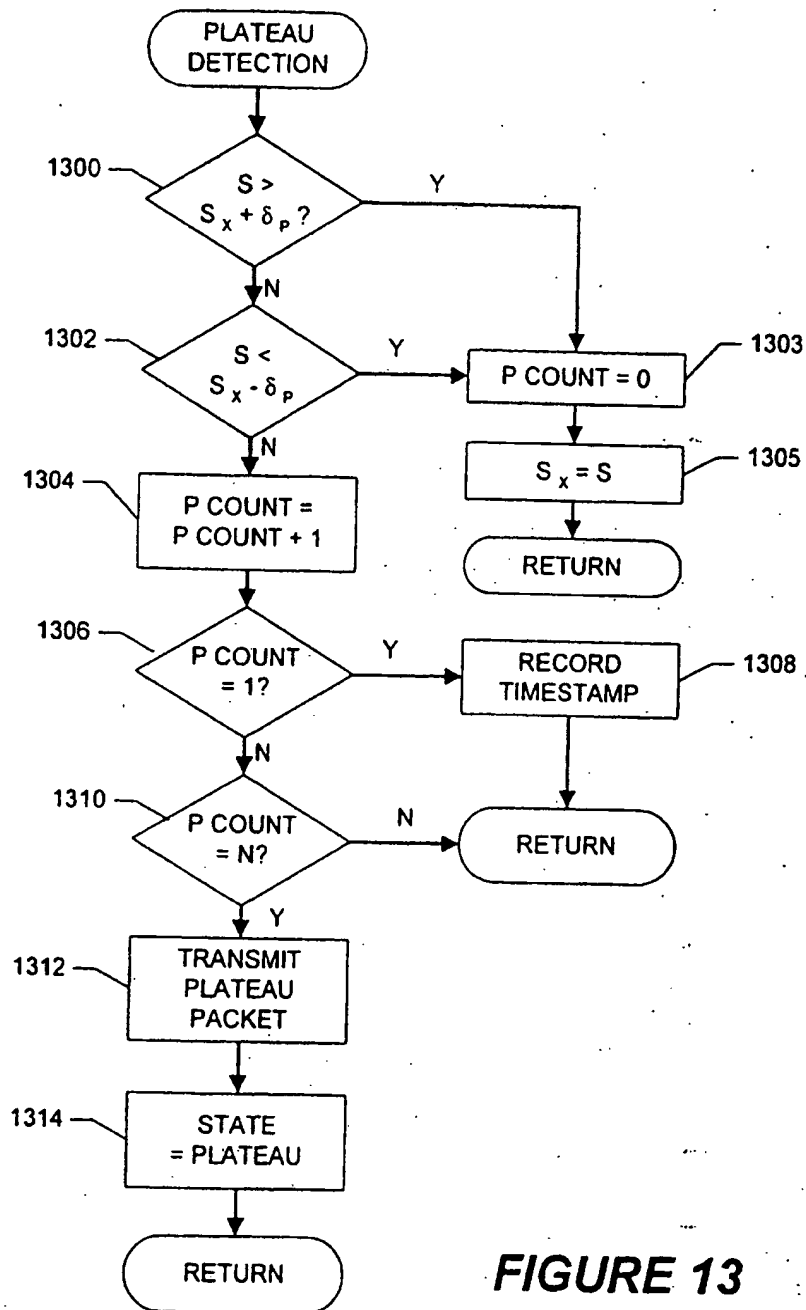 PLATEAU
DETECTION
1300
S >
S X + δ P ?
Y
N
1302
S <
S X - δ P
Y
1303
P COUNT = 0
N
1304
P COUNT =
P COUNT + 1
1305
S X = S
RETURN
1306
P COUNT
= 1?
Y
RECORD
TIMESTAMP
1308
N
1310
P COUNT
= N?
N
RETURN
Y
1312
TRANSMIT
PLATEAU
PACKET
1314
STATE
= PLATEAU
RETURN
FIGURE 13